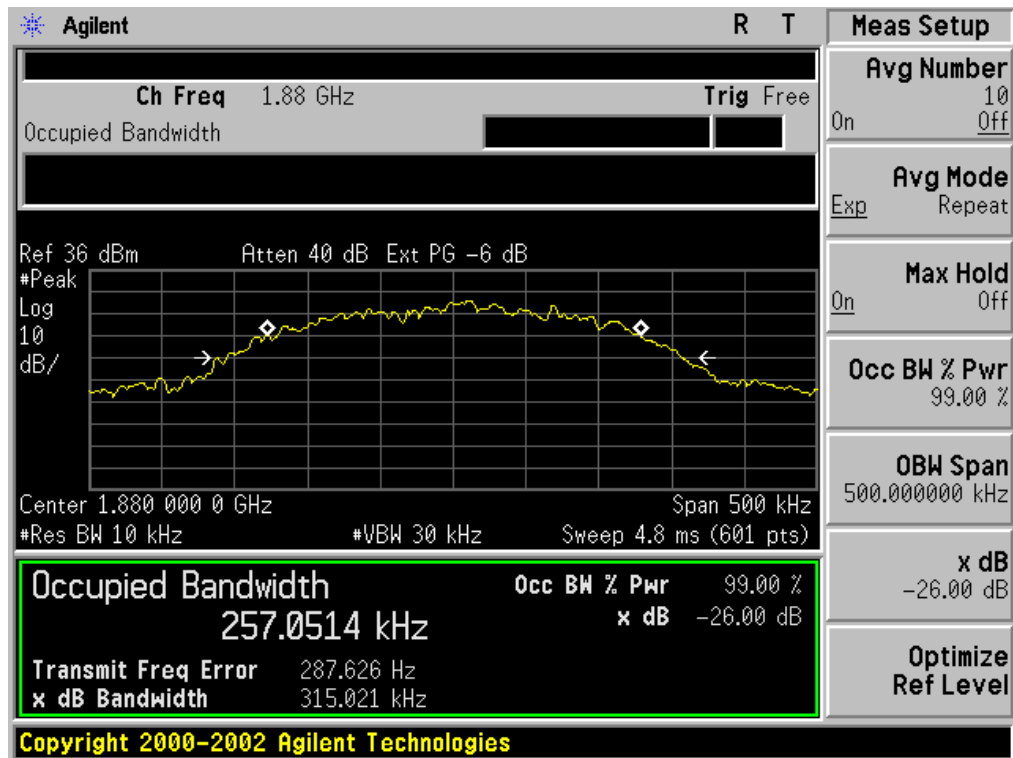 Agilent R T
Meas Setup
Ch Freq 1.88 GHz Trig Free
Occupied Bandwidth
Ref 36 dBm Atten 40 dB Ext PG -6 dB
#Peak
Log
10
dB/
Center 1.880 000 0 GHz Span 500 kHz
#Res BW 10 kHz #VBW 30 kHz Sweep 4.8 ms (601 pts)
Occupied Bandwidth Occ BW % Pwr 99.00 %
257.0514 kHz x dB -26.00 dB
Transmit Freq Error 287.626 Hz
x dB Bandwidth 315.021 kHz
Avg Number
10
On Off
Avg Mode
Exp Repeat
Max Hold
On Off
Occ BW % Pwr
99.00 %
OBW Span
500.000000 kHz
x dB
-26.00 dB
Optimize
Ref Level
Copyright 2000-2002 Agilent Technologies